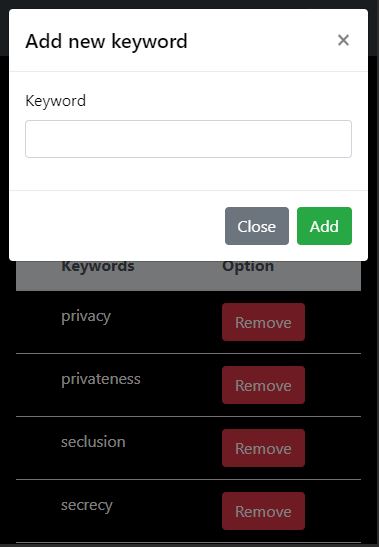 Add new keyword ×
Keyword
Close Add
Keywords Option
privacy Remove
privateness Remove
seclusion Remove
secrecy Remove